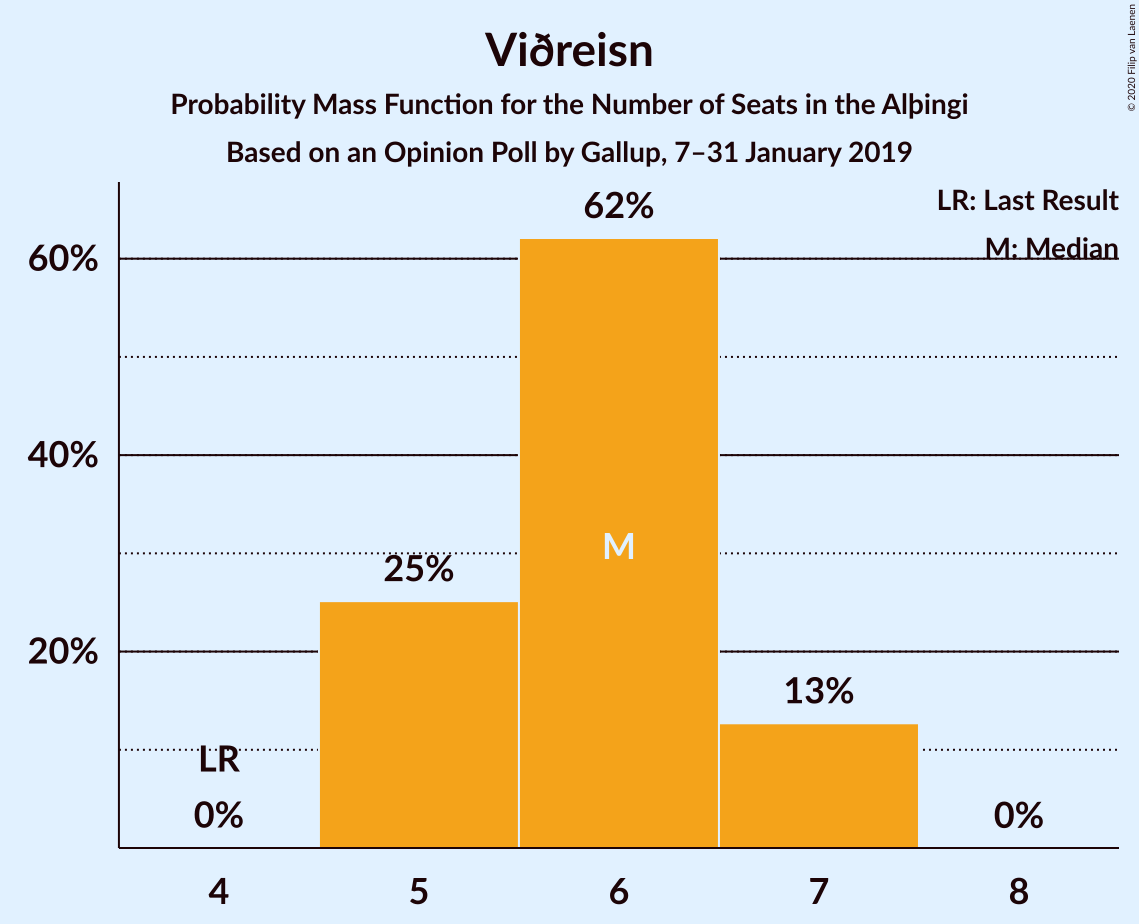 Viðreisn
Probability Mass Function for the Number of Seats in the Alþingi
Based on an Opinion Poll by Gallup, 7–31 January 2019
© 2020 Filip van Laenen
LR: Last Result
M: Median
62%
60%
40%
M
25%
20%
13%
LR
0%
0%
4
5
6
7
8